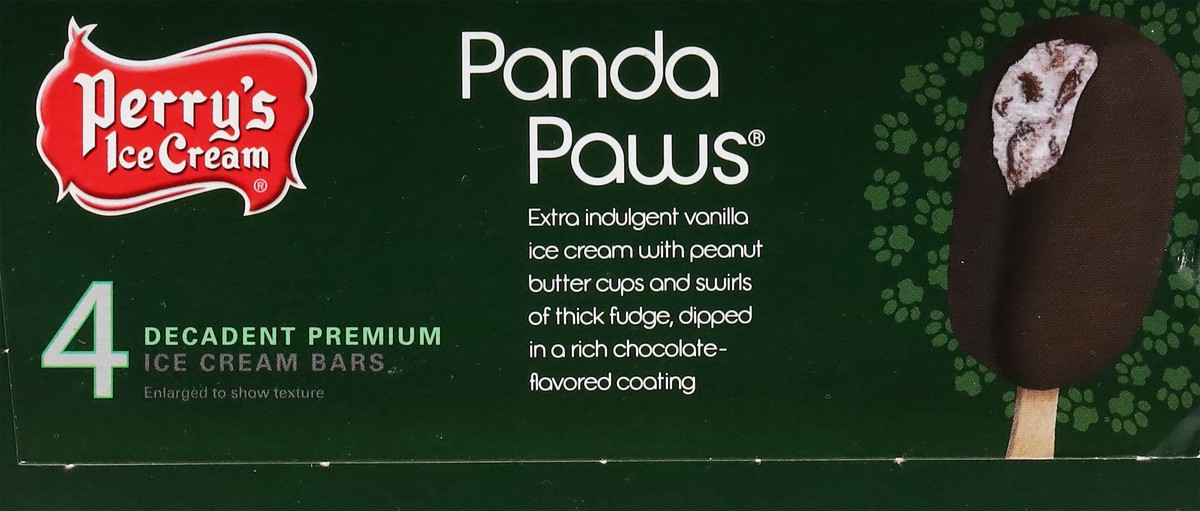 Perry's
Ice Cream
®
Panda
Paws®
Extra indulgent vanilla
ice cream with peanut
butter cups and swirls
of thick fudge, dipped
in a rich chocolate-
flavored coating
4
DECADENT PREMIUM
ICE CREAM BARS
Enlarged to show texture